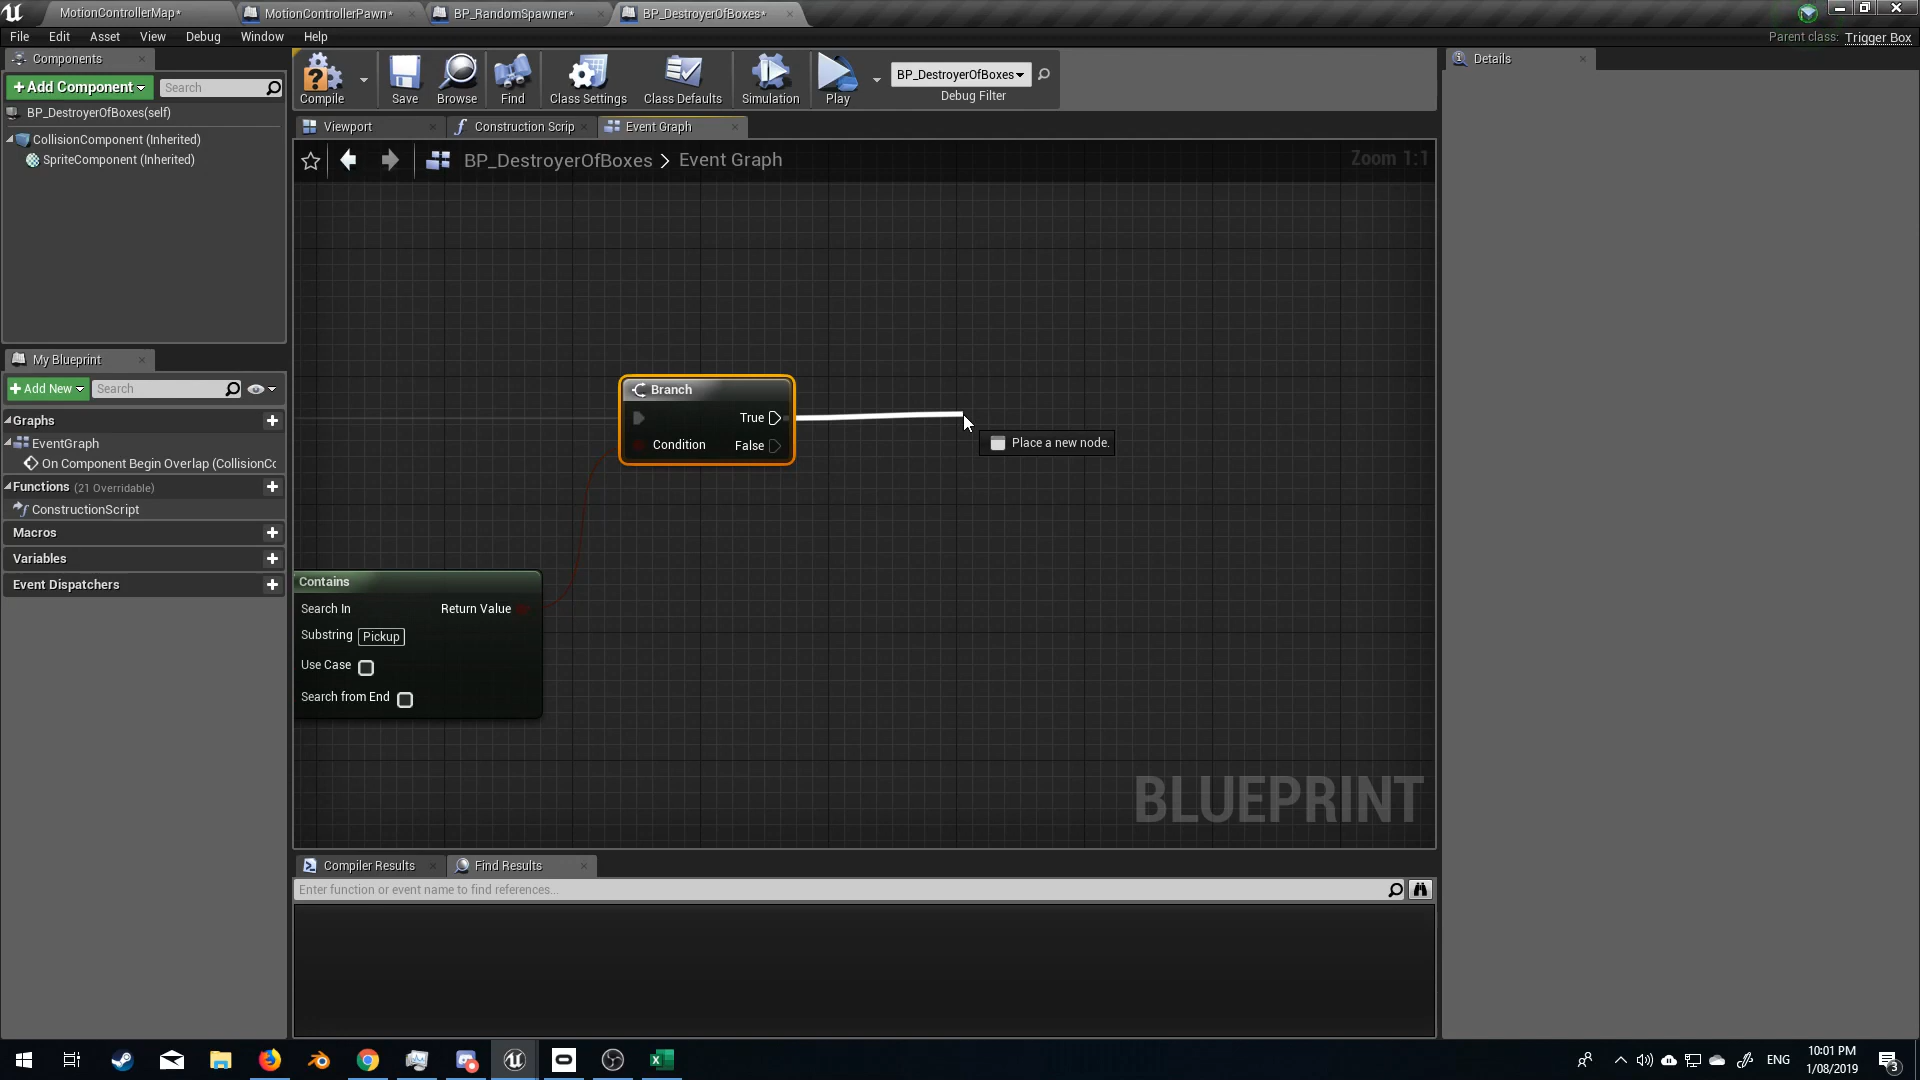 MotionControllerMap*
MotionControllerPawn*
BP_RandomSpawner*
BP_DestroyerOfBoxes*
File Edit Asset View Debug Window Help
Parent class: Trigger Box
Components
+Add Component
Search
BP_DestroyerOfBoxes(self)
CollisionComponent (Inherited)
SpriteComponent (Inherited)
Compile
Save
Browse
Find
Class Settings
Class Defaults
Simulation
Play
BP_DestroyerOfBoxes
Debug Filter
Details
Viewport
Construction Scrip
Event Graph
BP_DestroyerOfBoxes > Event Graph
Zoom 1:1
My Blueprint
+Add New
Search
Graphs
EventGraph
On Component Begin Overlap (CollisionCo
Functions (21 Overridable)
ConstructionScript
Macros
Variables
Event Dispatchers
Branch
True
Condition
False
Place a new node.
Contains
Search In
Return Value
Substring Pickup
Use Case
Search from End
BLUEPRINT
Compiler Results
Find Results
Enter function or event name to find references...
ENG
10:01 PM
1/08/2019
3